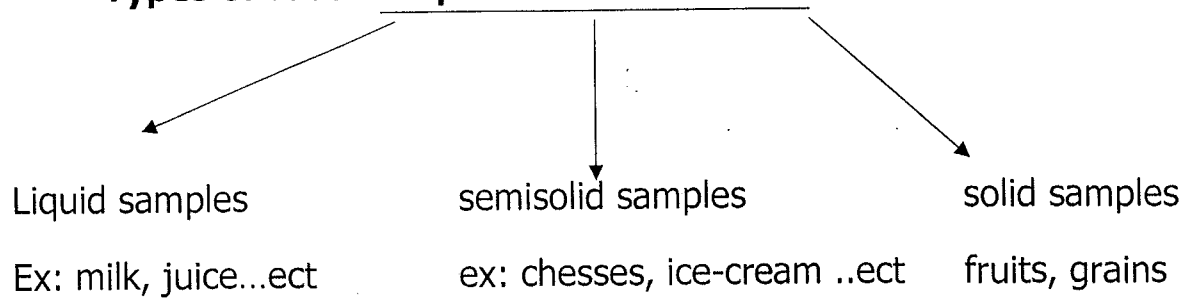 Liquid samples semisolid samples solid samples
Ex: milk, juice...ect ex: chesses, ice-cream ..ect fruits, grains